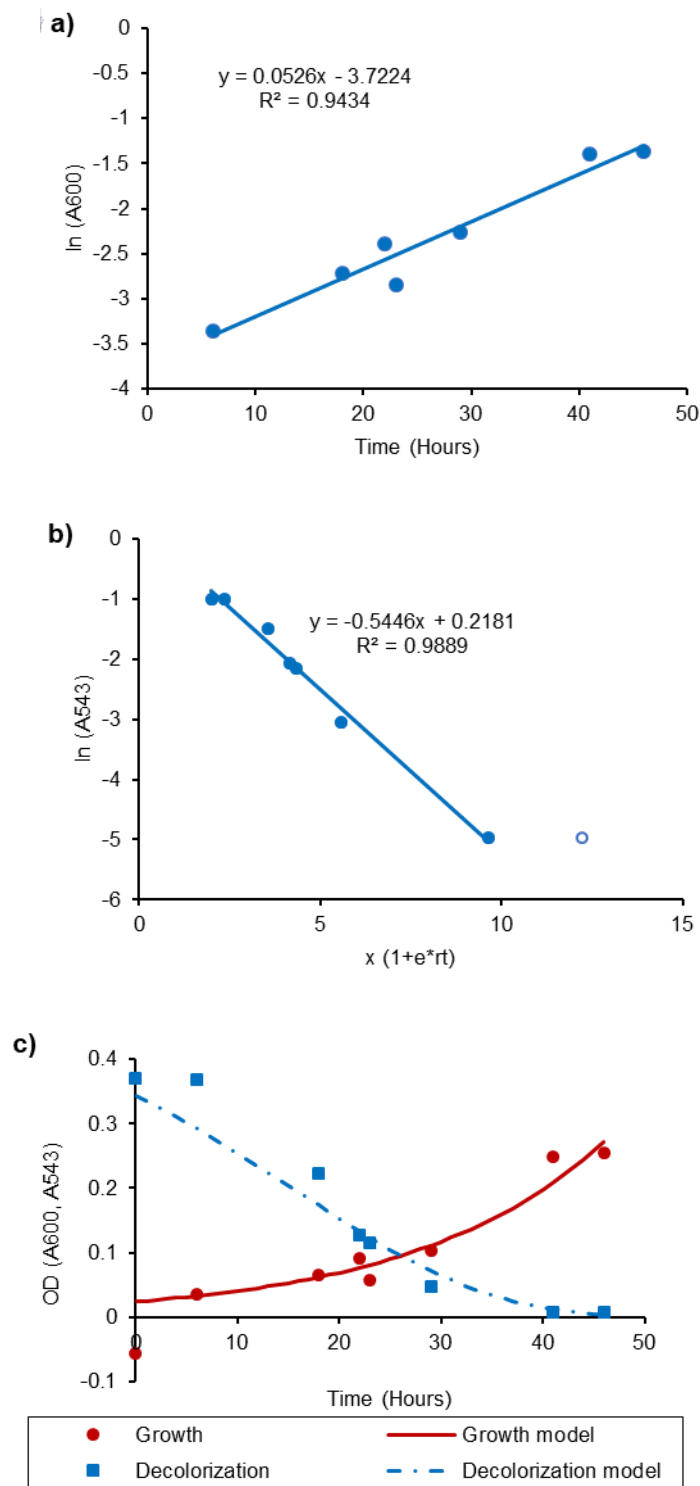 a)
y = 0.0526x - 3.7224
R² = 0.9434
0
-0.5
-1
-1.5
-2
-2.5
-3
-3.5
-4
ln (A600)
0 10 20 30 40 50
Time (Hours)
b)
y = -0.5446x + 0.2181
R² = 0.9889
0
-1
-2
-3
-4
-5
-6
ln (A543)
0 5 10 15
x (1+e*rt)
c)
0.4
0.3
0.2
0.1
0
-0.1
OD (A600, A543)
0 10 20 30 40 50
Time (Hours)
Growth Growth model
Decolorization Decolorization model